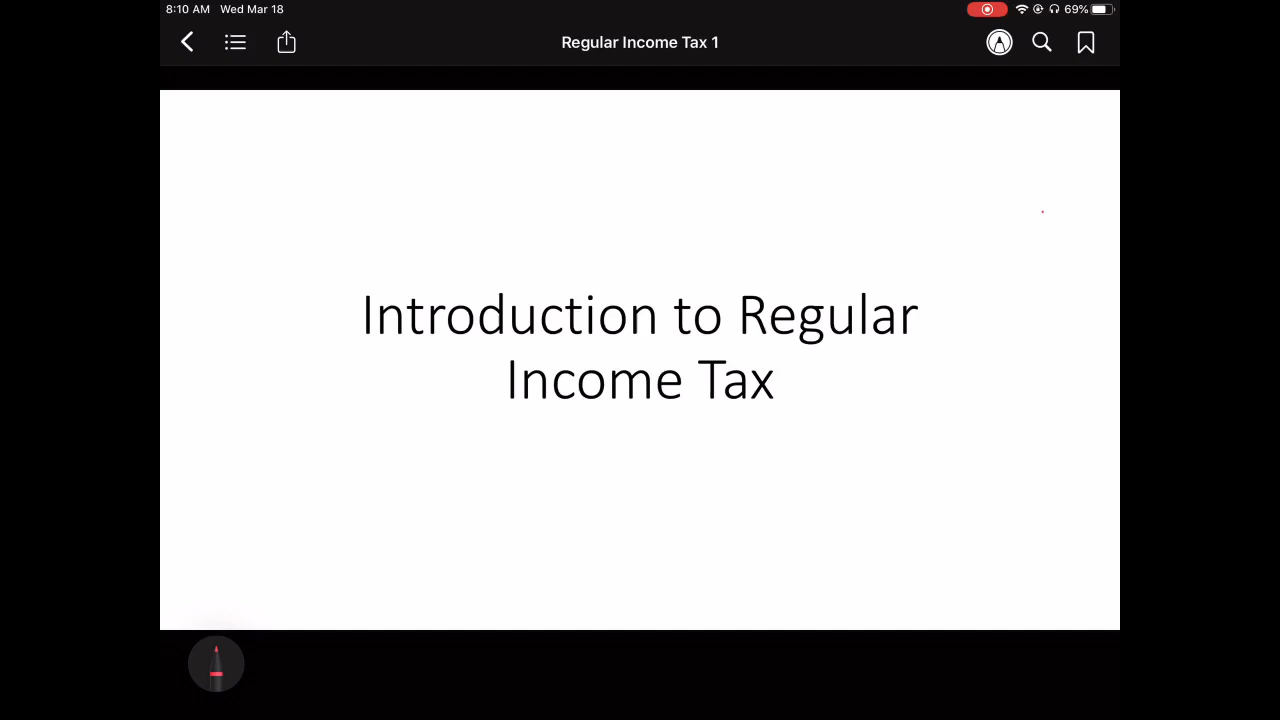 8:10 AM Wed Mar 18
69%
Regular Income Tax 1
Introduction to Regular
Income Tax